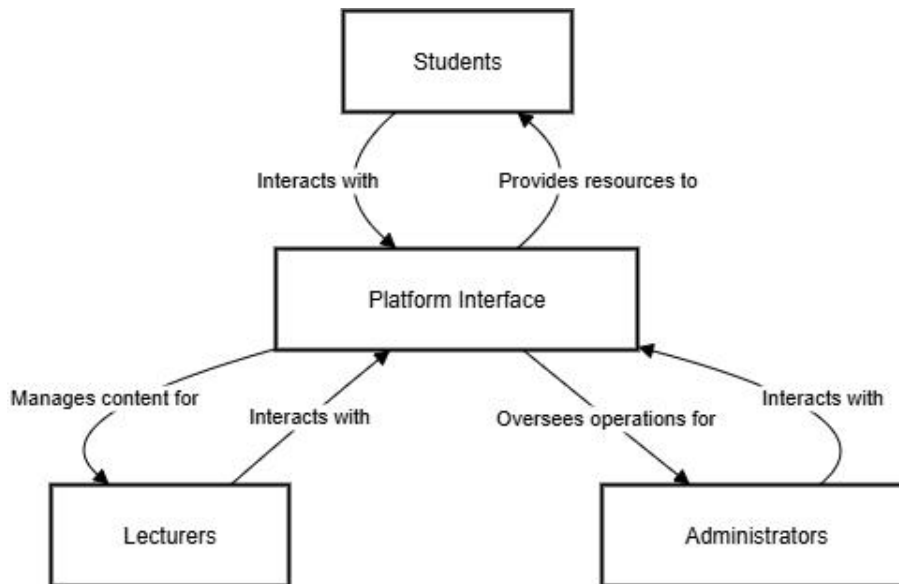 Students
Interacts with
Provides resources to
Platform Interface
Manages content for
Interacts with
Oversees operations for
Interacts with
Lecturers
Administrators